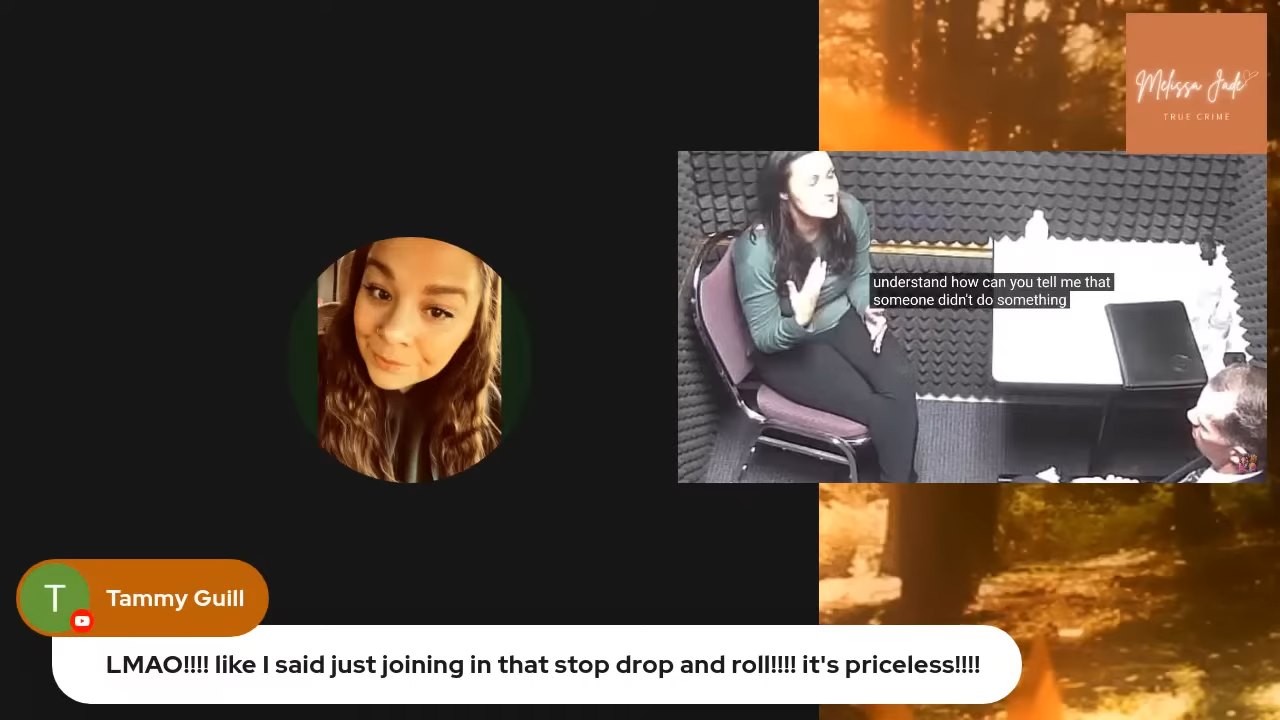 Melissa Jade
TRUE CRIME
understand how can you tell me that
someone didn't do something
T
Tammy Guill
LMAO!!!! like I said just joining in that stop drop and roll!!!! it's priceless!!!!